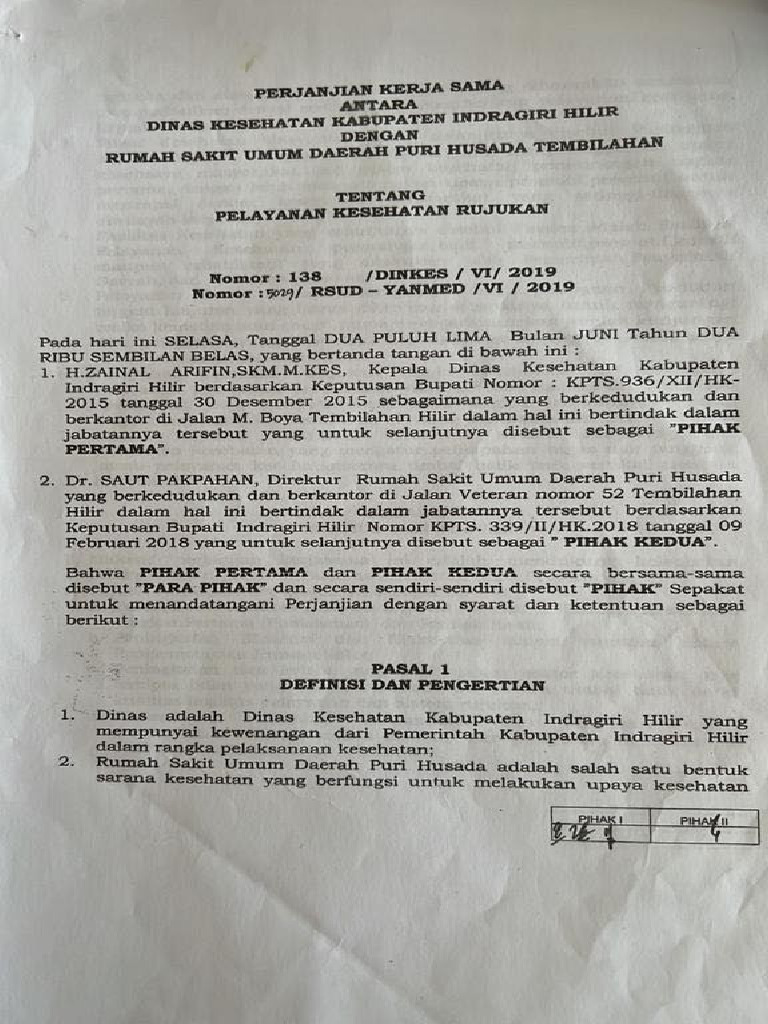 PERJANJIAN KERJA SAMA
ANTARA
DINAS KESEHATAN KABUPATEN INDRAGIRI HILIR
DENGAN
RUMAH SAKIT UMUM DAERAH PURI HUSADA TEMBILAHAN
TENTANG
PELAYANAN KESEHATAN RUJUKAN
Nomor : 138 /DINKES / VI/ 2019
Nomor : 5029/ RSUD – YANMED /VI / 2019
Pada hari ini SELASA, Tanggal DUA PULUH LIMA Bulan JUNI Tahun DUA
RIBU SEMBILAN BELAS, yang bertanda tangan di bawah ini :
1. H.ZAINAL ARIFIN,SKM.M.KES, Kepala Dinas Kesehatan Kabupaten
Indragiri Hilir berdasarkan Keputusan Bupati Nomor : KPTS.936/XII/HK-
2015 tanggal 30 Desember 2015 sebagaimana yang berkedudukan dan
berkantor di Jalan M. Boya Tembilahan Hilir dalam hal ini bertindak dalam
jabatannya tersebut yang untuk selanjutnya disebut sebagai "PIHAK
PERTAMA".
2. Dr. SAUT PAKPAHAN, Direktur Rumah Sakit Umum Daerah Puri Husada
yang berkedudukan dan berkantor di Jalan Veteran nomor 52 Tembilahan
Hilir dalam hal ini bertindak dalam jabatannya tersebut berdasarkan
Keputusan Bupati Indragiri Hilir Nomor KPTS. 339/II/HK.2018 tanggal 09
Februari 2018 yang untuk selanjutnya disebut sebagai " PIHAK KEDUA".
Bahwa PIHAK PERTAMA dan PIHAK KEDUA secara bersama-sama
disebut "PARA PIHAK" dan secara sendiri-sendiri disebut "PIHAK" Sepakat
untuk menandatangani Perjanjian dengan syarat dan ketentuan sebagai
berikut :
PASAL 1
DEFINISI DAN PENGERTIAN
1. Dinas adalah Dinas Kesehatan Kabupaten Indragiri Hilir yang
mempunyai kewenangan dari Pemerintah Kabupaten Indragiri Hilir
dalam rangka pelaksanaan kesehatan;
2. Rumah Sakit Umum Daerah Puri Husada adalah salah satu bentuk
sarana kesehatan yang berfungsi untuk melakukan upaya kesehatan
PIHAK I PIHAK II